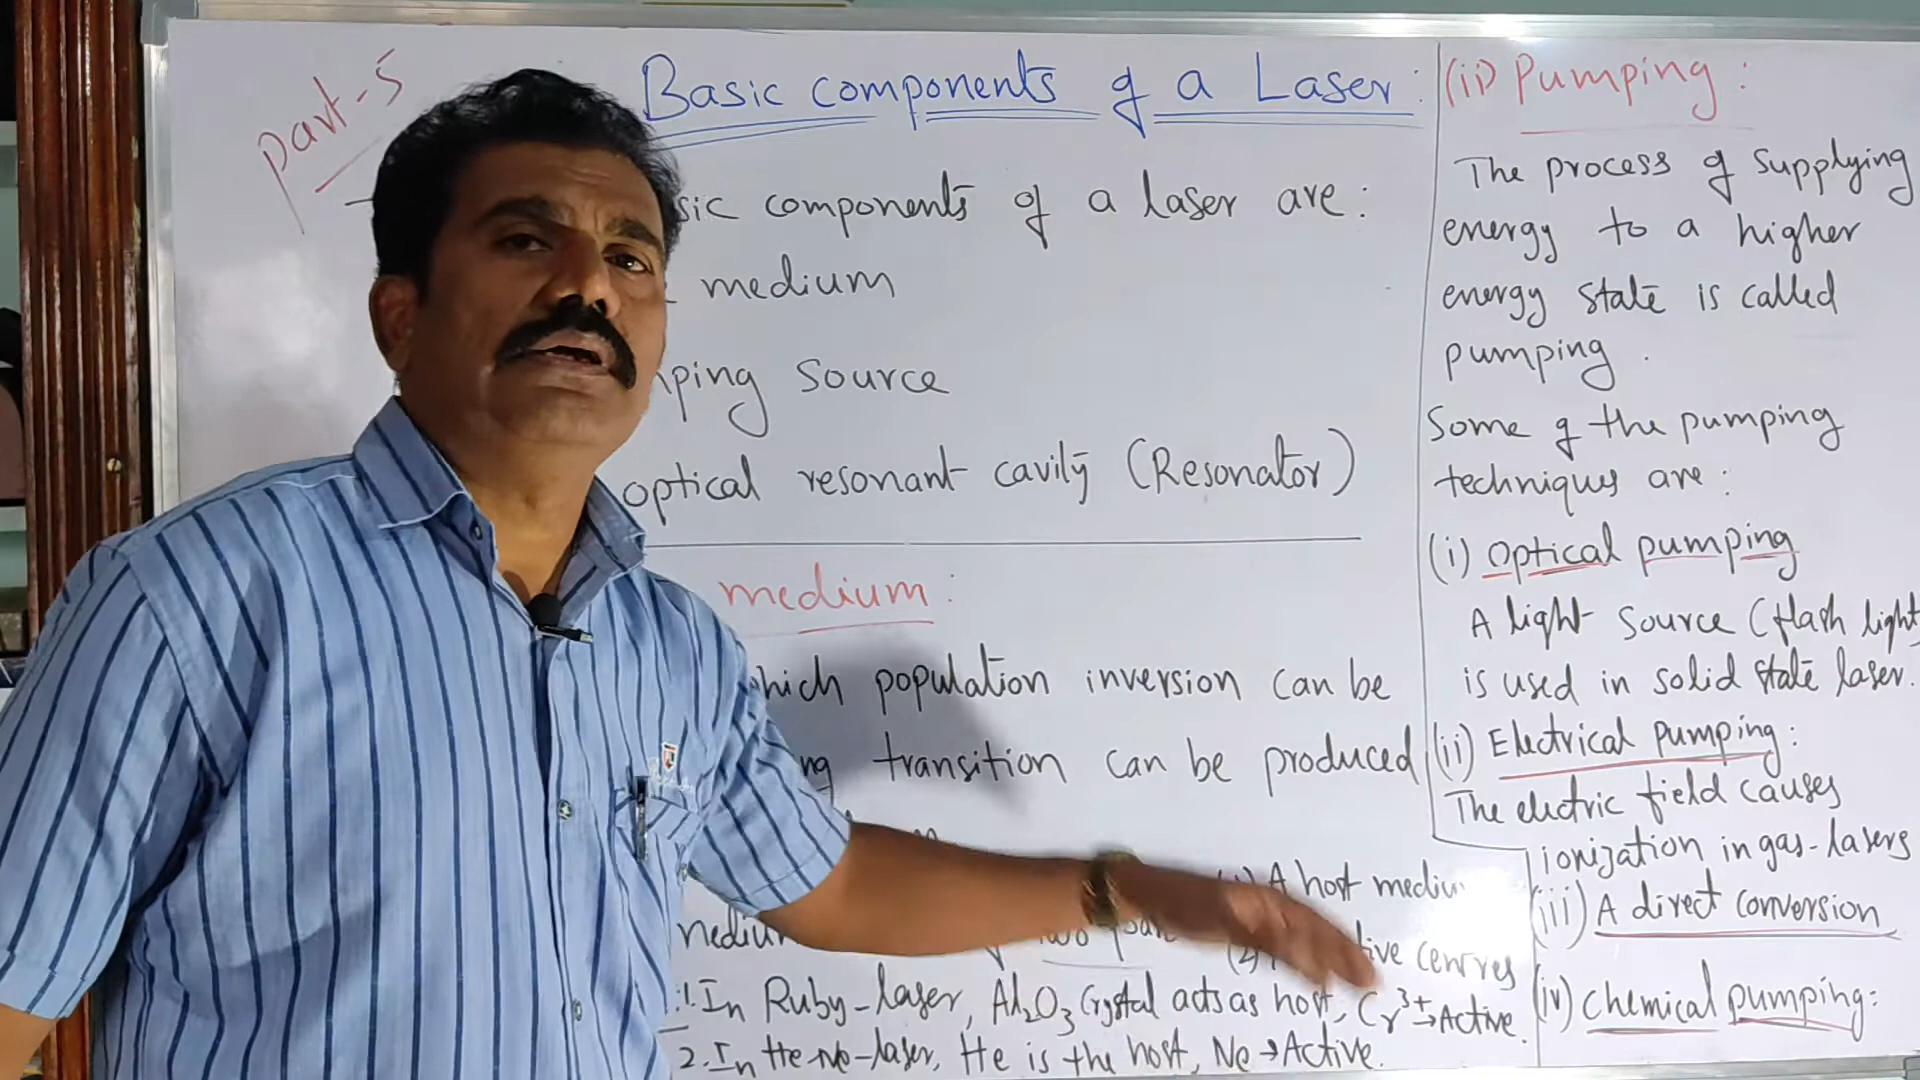 part-5
Basic components of a Laser:
components of a laser are:
medium
source
optical resonant cavity (Resonator)
medium:
which population inversion can be
transition can be produced
A host medium
two
centres
1. In Ruby-laser, Al₂O₃ Crystal acts as host, Cr³⁺→Active.
2. In He-Ne-laser, He is the host, Ne→Active.
(ii) Pumping:
The process of supplying
energy to a higher
energy state is called
pumping.
Some of the pumping
techniques are:
(i) Optical pumping
A light source (flash light)
is used in solid state laser.
(ii) Electrical pumping:
The electric field causes
ionization in gas-lasers
(iii) A direct conversion
(iv) Chemical pumping: